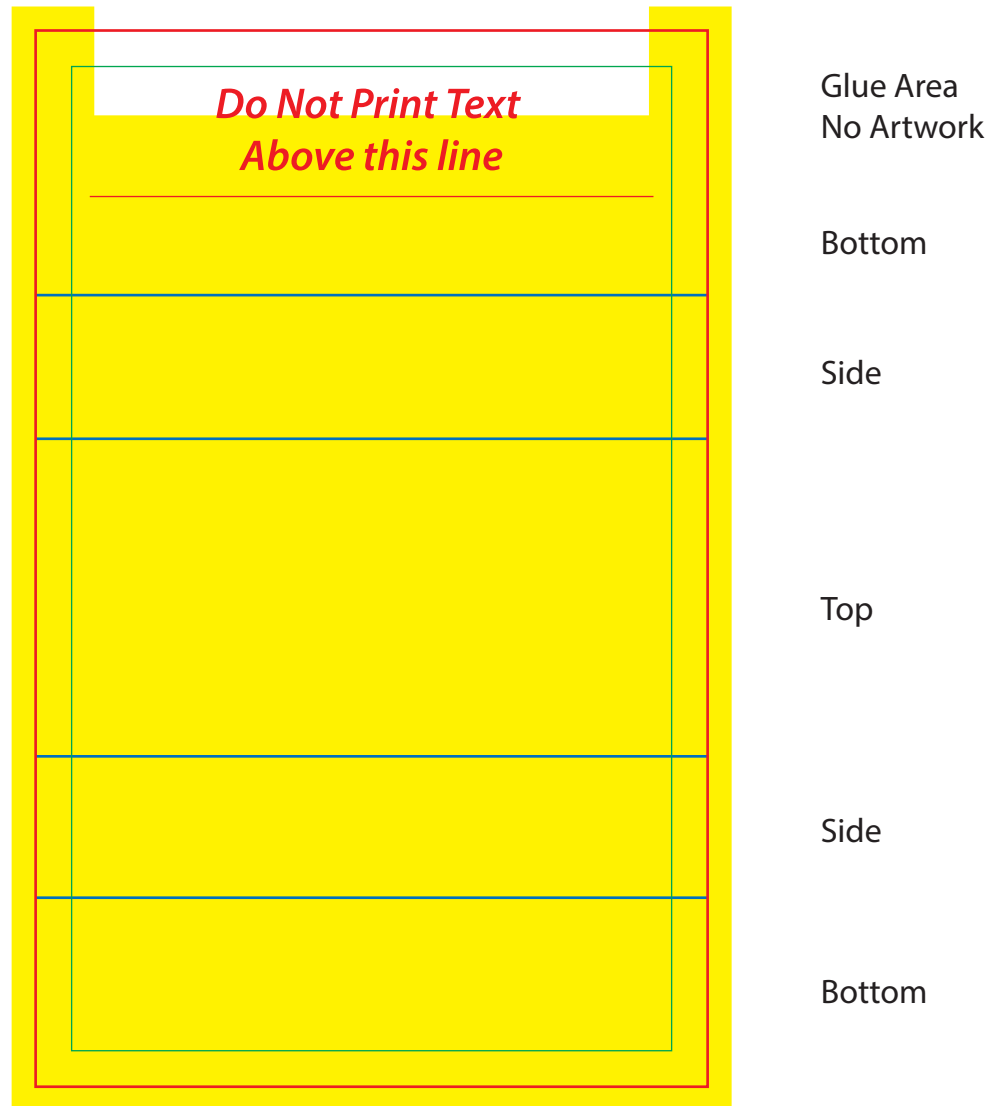 Do Not Print Text
Above this line
Glue Area
No Artwork
Bottom
Side
Top
Side
Bottom